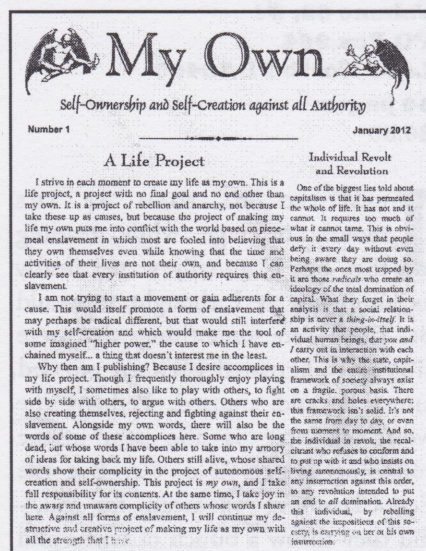 My Own
Self-Ownership and Self-Creation against all Authority
Number 1
January 2012
A Life Project
I strive in each moment to create my life as my own. This is a
life project, a project with no final goal and no end other than
my own. It is a project of rebellion and anarchy, not because I
take these up as causes, but because the project of making my
life my own puts me into conflict with the world based on piece-
meal enslavement in which most are fooled into believing that
they own themselves even while knowing that the time and
activities of their lives are not their own, and because I can
clearly see that every institution of authority requires this en-
slavement.
I am not trying to start a movement or gain adherents for a
cause. This would itself promote a form of enslavement that
may perhaps be radical different, but that would still interfere
with my self-creation and which would make me the tool of
some imagined "higher power," the cause to which I have en-
chained myself... a thing that doesn't interest me in the least.
Why then am I publishing? Because I desire accomplices in
my life project. Though I frequently thoroughly enjoy playing
with myself, I sometimes also like to play with others, to fight
side by side with others, to argue with others. Others who are
also creating themselves, rejecting and fighting against their en-
slavement. Alongside my own words, there will also be the
words of some of these accomplices here. Some who are long
dead, but whose words I have been able to take into my armory
of ideas for taking back my life. Others still alive, whose shared
words show their complicity in the project of autonomous self-
creation and self-ownership. This project is my own, and I take
full responsibility for its contents. At the same time, I take joy in
the aware and unaware complicity of others whose words I share
here. Against all forms of enslavement, I will continue my de-
structive and creative project of making my life as my own with
all the strength that I have.
Individual Revolt
and Revolution
One of the biggest lies told about
capitalism is that it has permeated
the whole of life. It has not and it
cannot. It requires too much of
what it cannot tame. This is obvi-
ous in the small ways that people
defy it every day without even
being aware they are doing so.
Perhaps the ones most trapped by
it are those radicals who create an
ideology of the total domination of
capital. What they forget in their
analysis is that a social relation-
ship is never a thing-in-itself. It is
an activity that people, that indi-
vidual human beings, that you and
I carry out in interaction with each
other. This is why the state, capit-
alism and the entire institutional
framework of society always exist
on a fragile, porous basis. There
are cracks and holes everywhere;
this framework isn't solid. It's not
the same from day to day, or even
from moment to moment. And so,
the individual in revolt, the recal-
citrant who refuses to conform and
to put up with it and who insists on
living autonomously, is central to
any insurrection against this order,
to any revolution intended to put
an end to all domination. Already
this individual, by rebelling
against the impositions of this so-
ciety, is carrying on her or his own
insurrection.